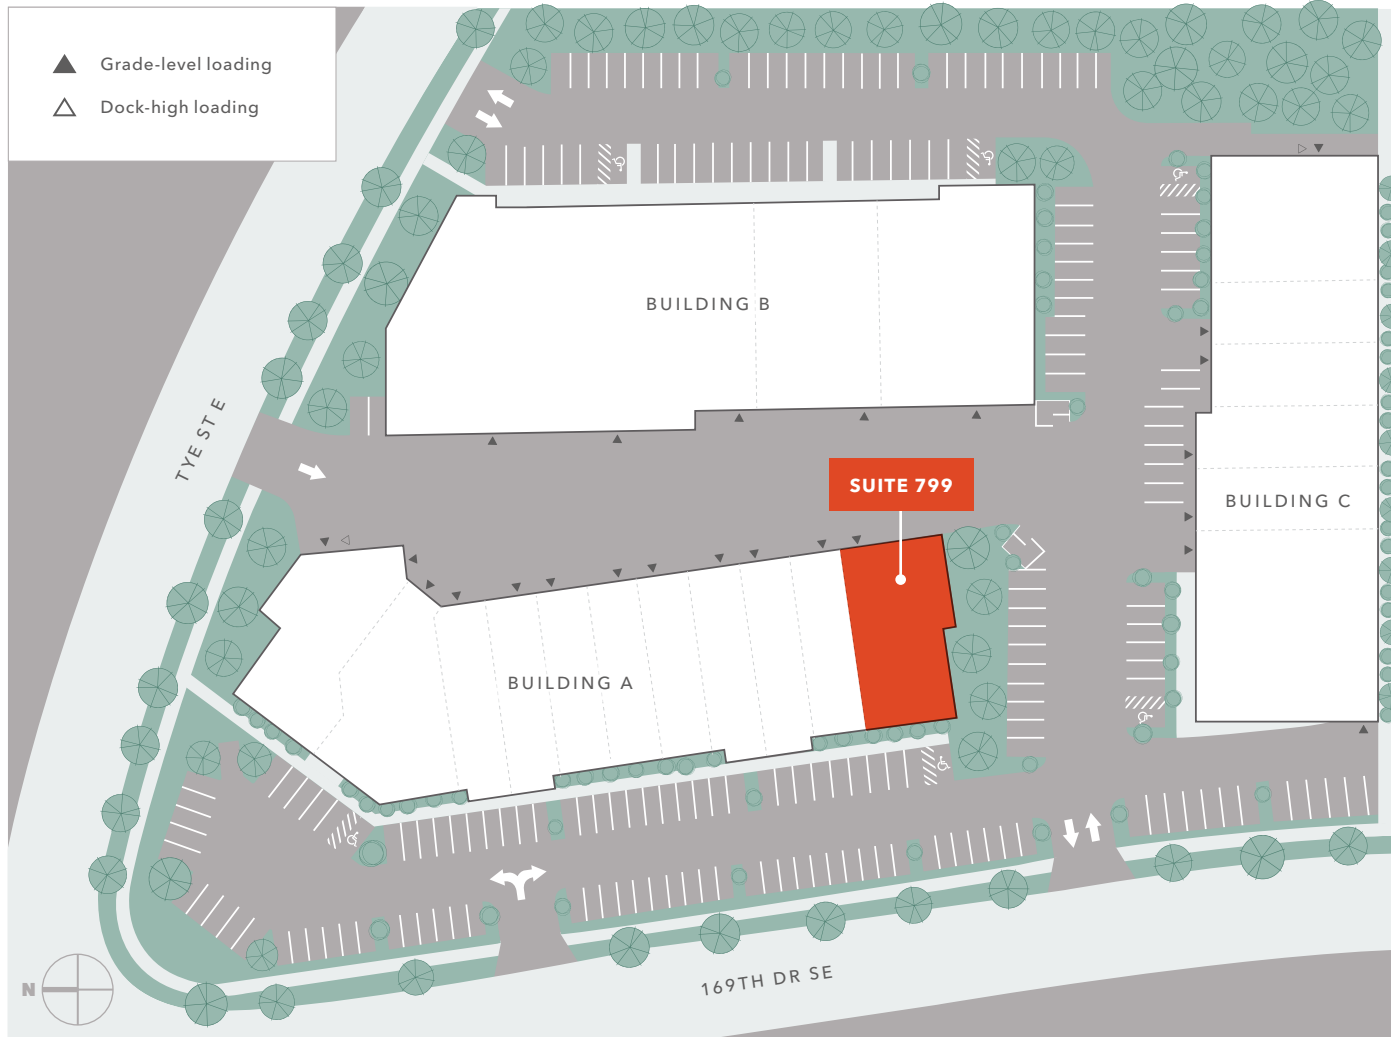 Grade-level loading
Dock-high loading
BUILDING B
TYE ST E
SUITE 799
BUILDING C
BUILDING A
169TH DR SE
N